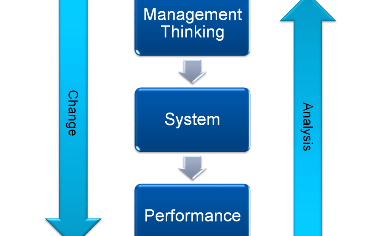 Management
Thinking
Change
System
Analysis
Performance